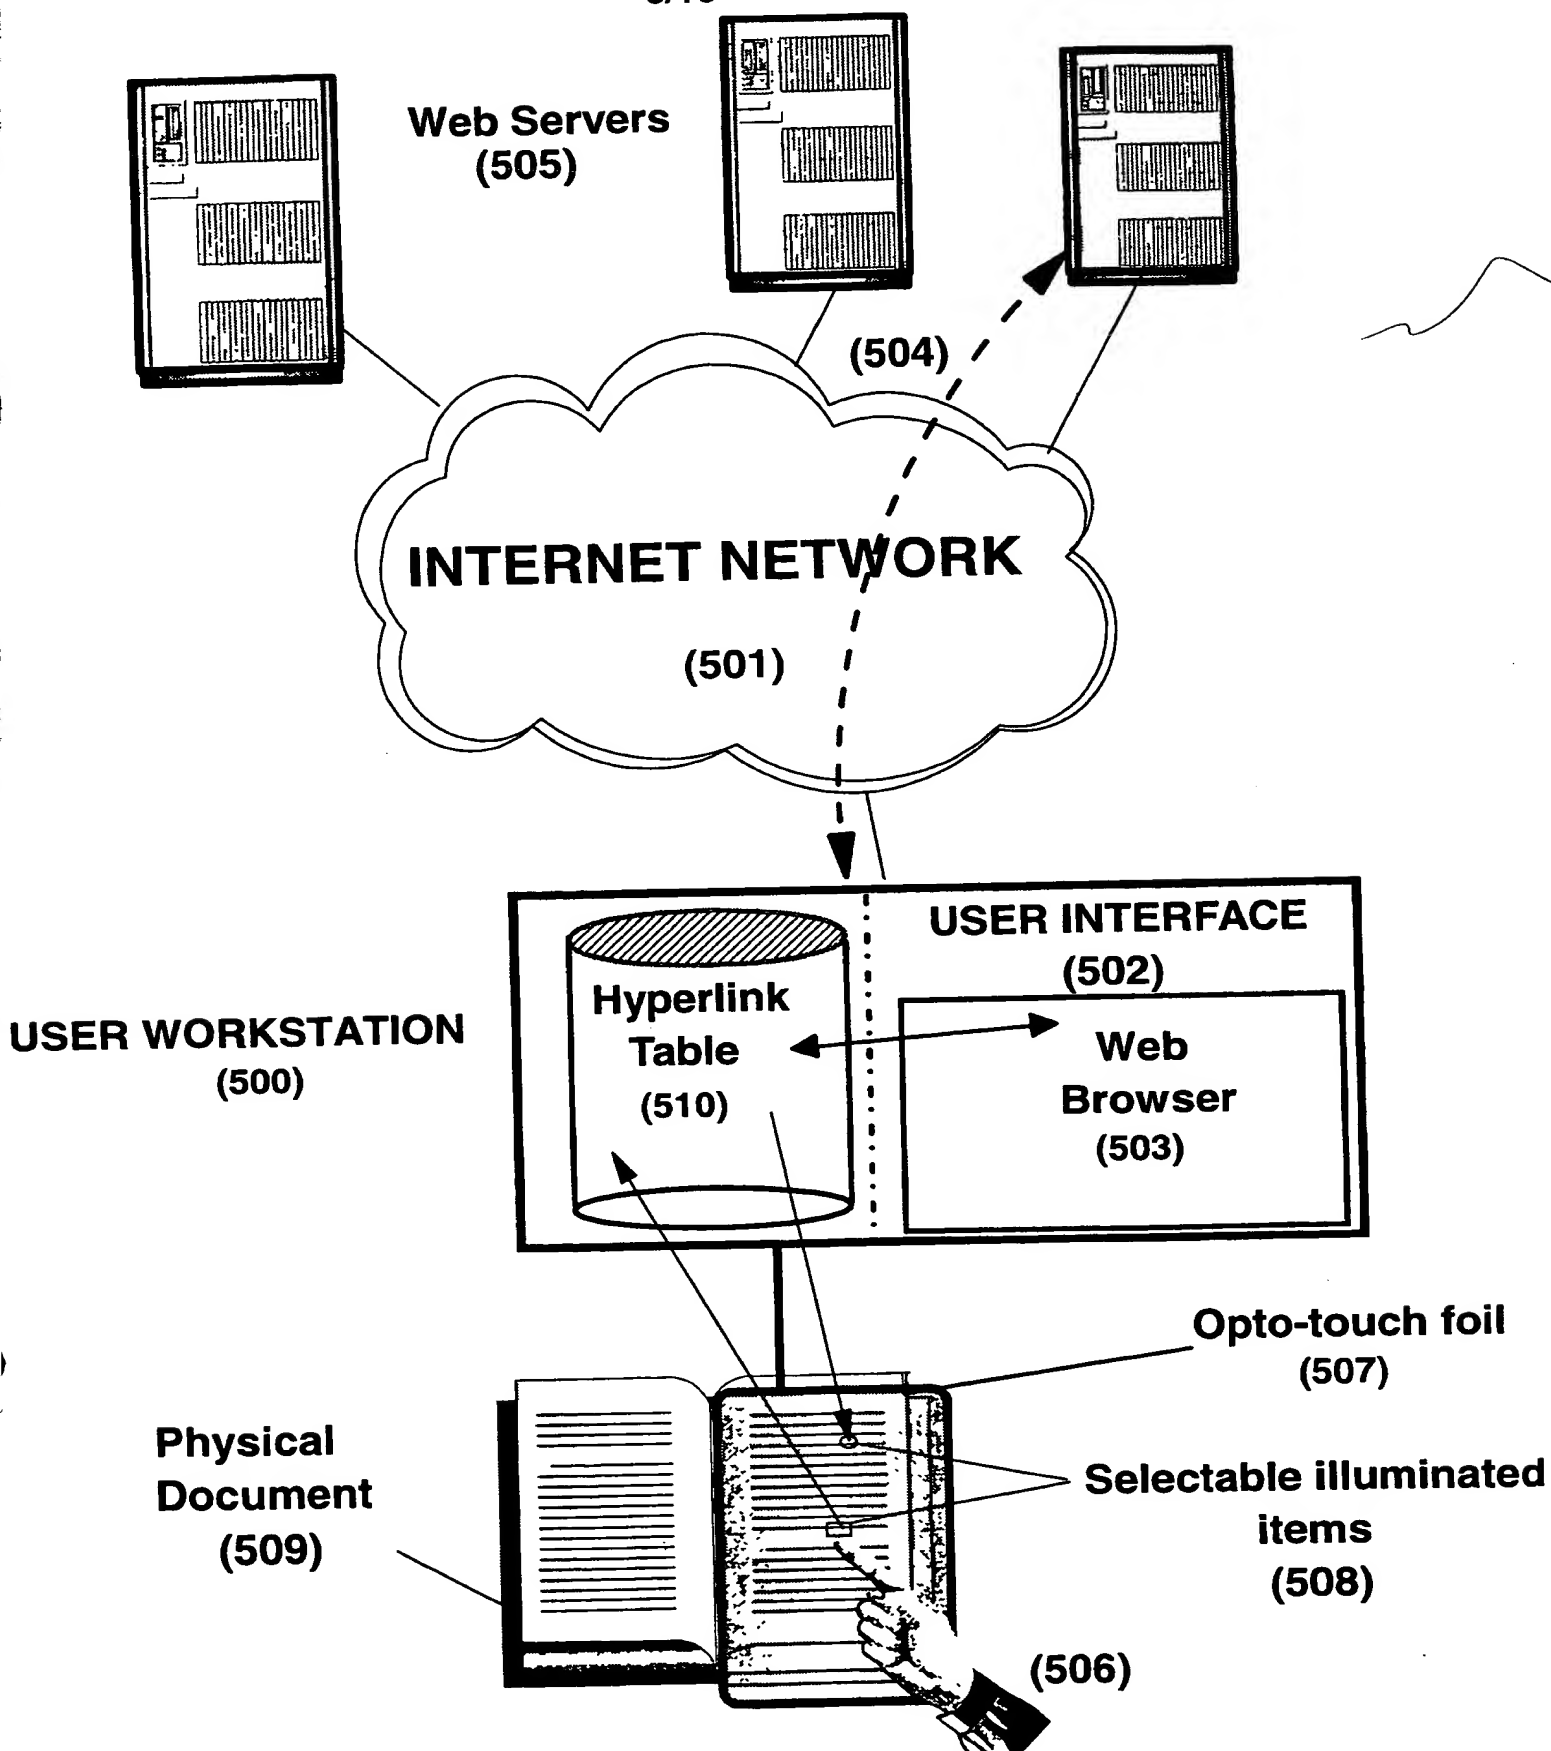 Web Servers
(505)
(504)
INTERNET NETWORK
(501)
USER INTERFACE
(502)
Hyperlink
Table
(510)
Web
Browser
(503)
USER WORKSTATION
(500)
Opto-touch foil
(507)
Physical
Document
(509)
Selectable illuminated
items
(508)
(506)